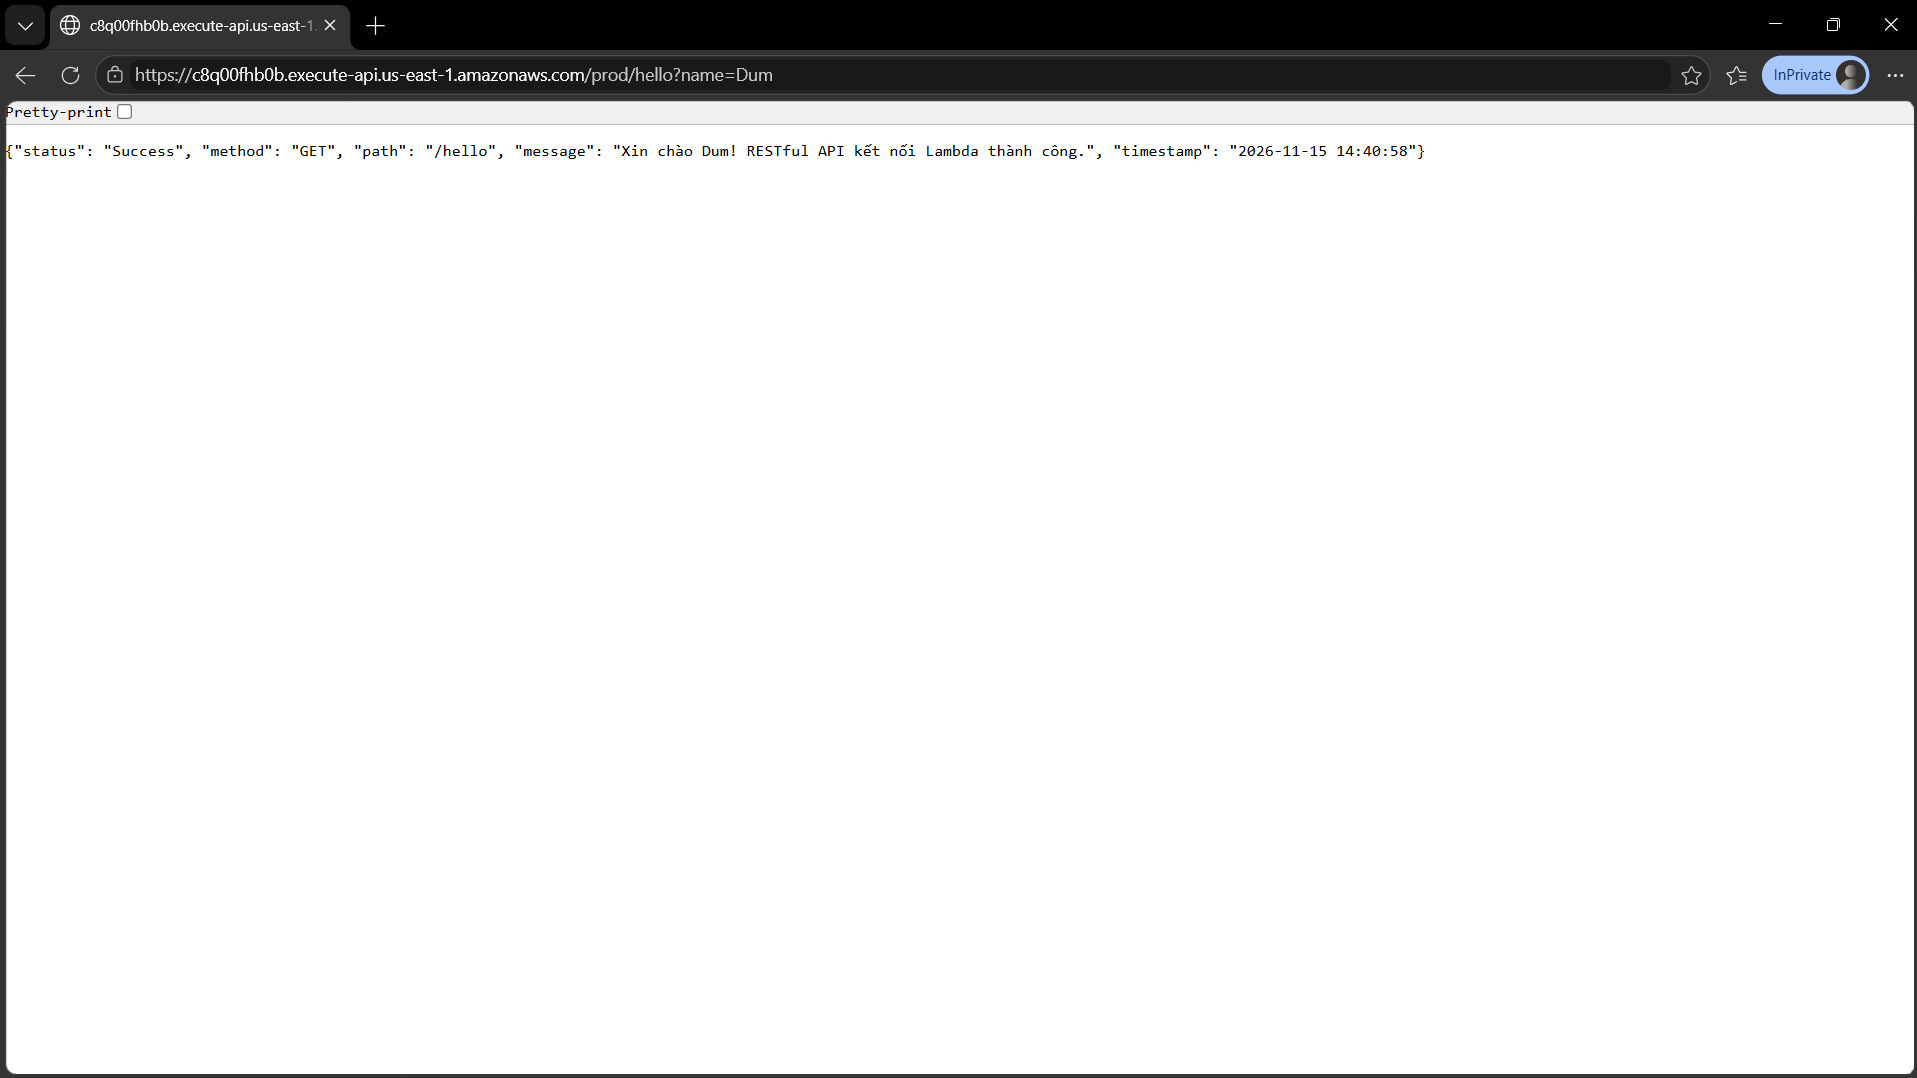 c8q00fhb0b.execute-api.us-east-1.
https://c8q00fhb0b.execute-api.us-east-1.amazonaws.com/prod/hello?name=Dum
InPrivate
Pretty-print
{"status": "Success", "method": "GET", "path": "/hello", "message": "Xin chào Dum! RESTful API kết nối Lambda thành công.", "timestamp": "2026-11-15 14:40:58"}